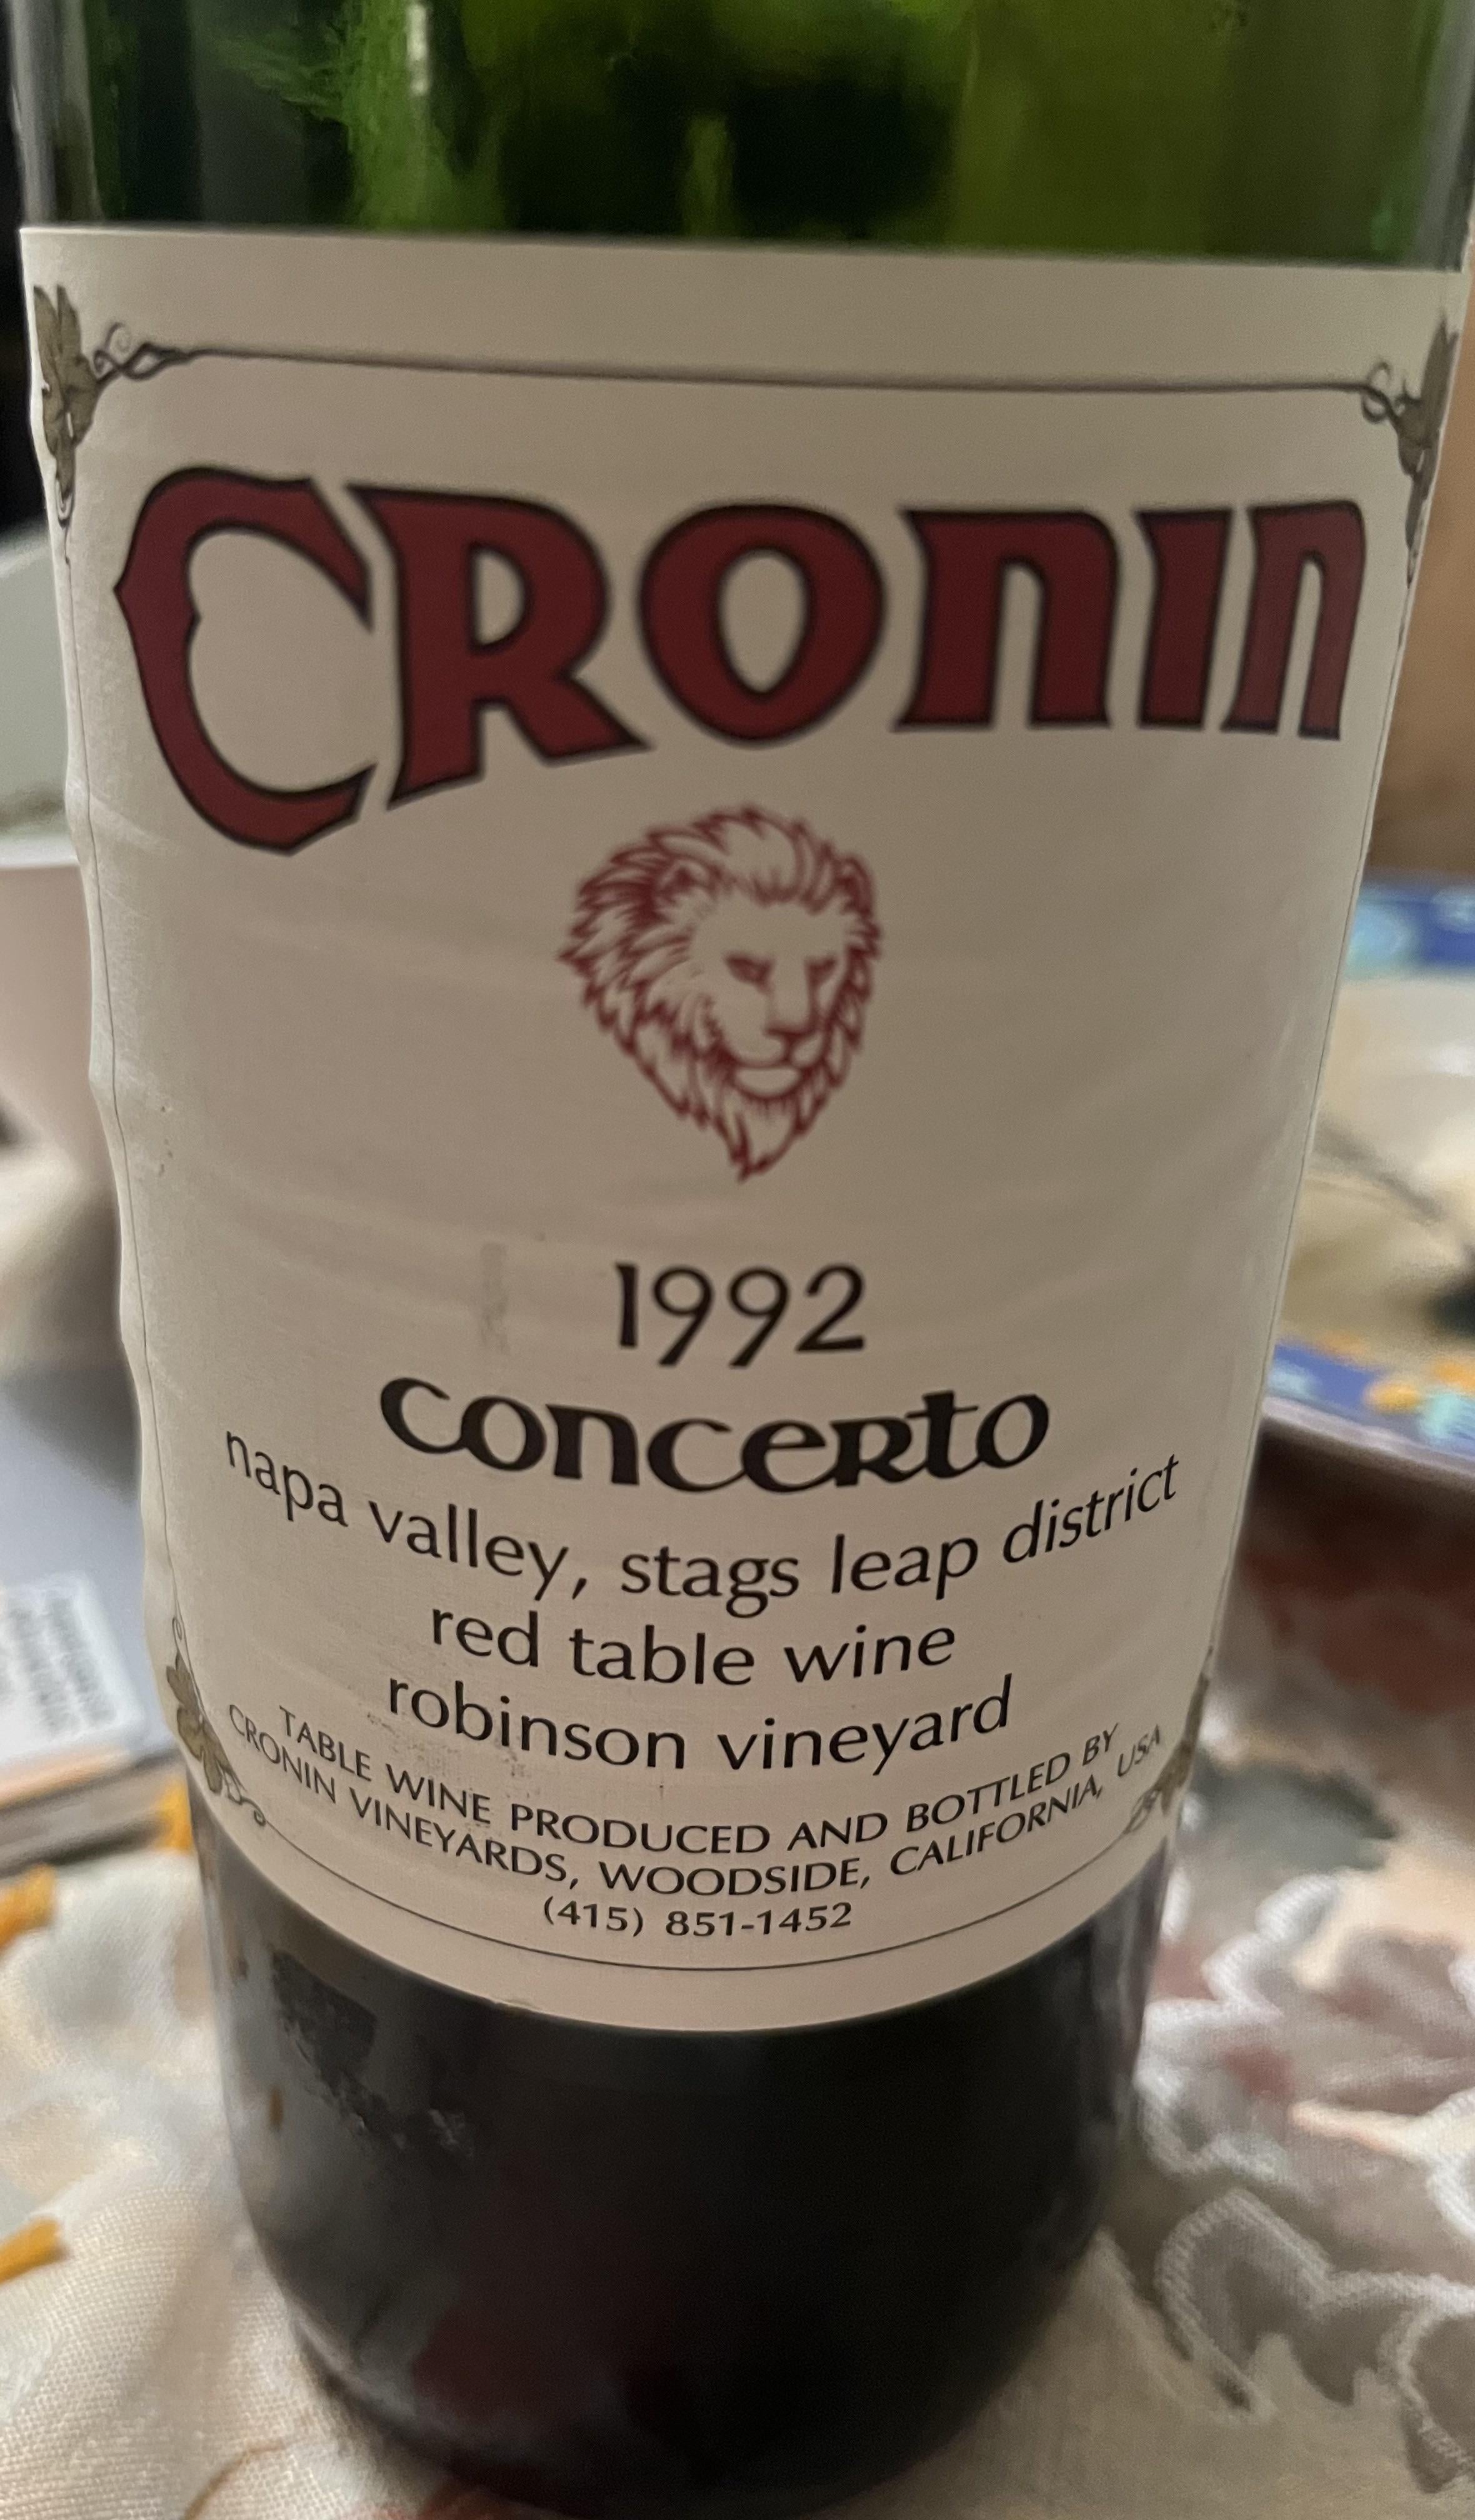 CRONIN
1992
concerto
napa valley, stags leap district
red table wine
robinson vineyard
TABLE WINE PRODUCED AND BOTTLED BY
CRONIN VINEYARDS, WOODSIDE, CALIFORNIA, USA
(415) 851-1452